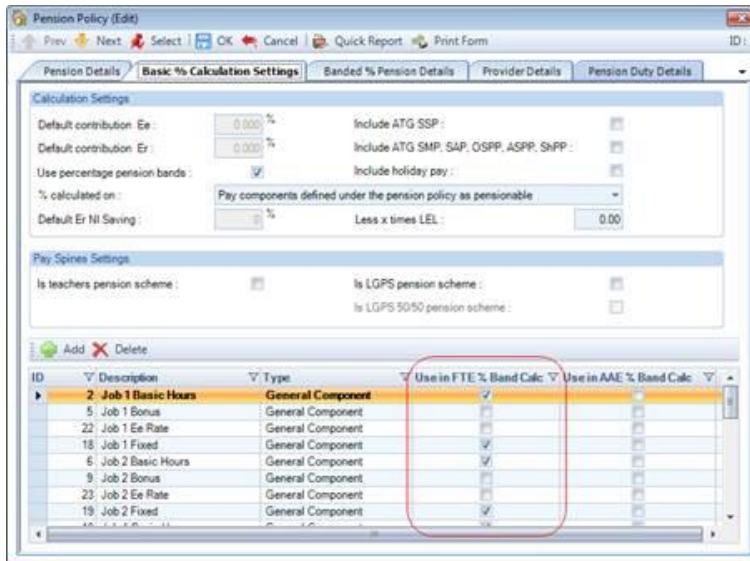 Pension Policy (Edit)
Prev Next Select OK Cancel Quick Report Print Form ID:
Pension Details Basic % Calculation Settings Banded % Pension Details Provider Details Pension Duty Details
Calculation Settings
Default contribution Ee : 0.000 % Include ATG SSP :
Default contribution Er : 0.000 % Include ATG SMP, SAP, OSPP, ASPP, ShPP :
Use percentage pension bands : Include holiday pay :
% calculated on : Pay components defined under the pension policy as pensionable
Default Er NI Saving : 0 % Less x times LEL : 0.00
Pay Spines Settings
Is teachers pension scheme : Is LGPS pension scheme :
Is LGPS 50/50 pension scheme :
Add Delete
ID Description Type Use in FTE % Band Calc Use in AAE % Band Calc
2 Job 1 Basic Hours General Component
5 Job 1 Bonus General Component
22 Job 1 Ee Rate General Component
18 Job 1 Fixed General Component
6 Job 2 Basic Hours General Component
9 Job 2 Bonus General Component
23 Job 2 Ee Rate General Component
19 Job 2 Fixed General Component